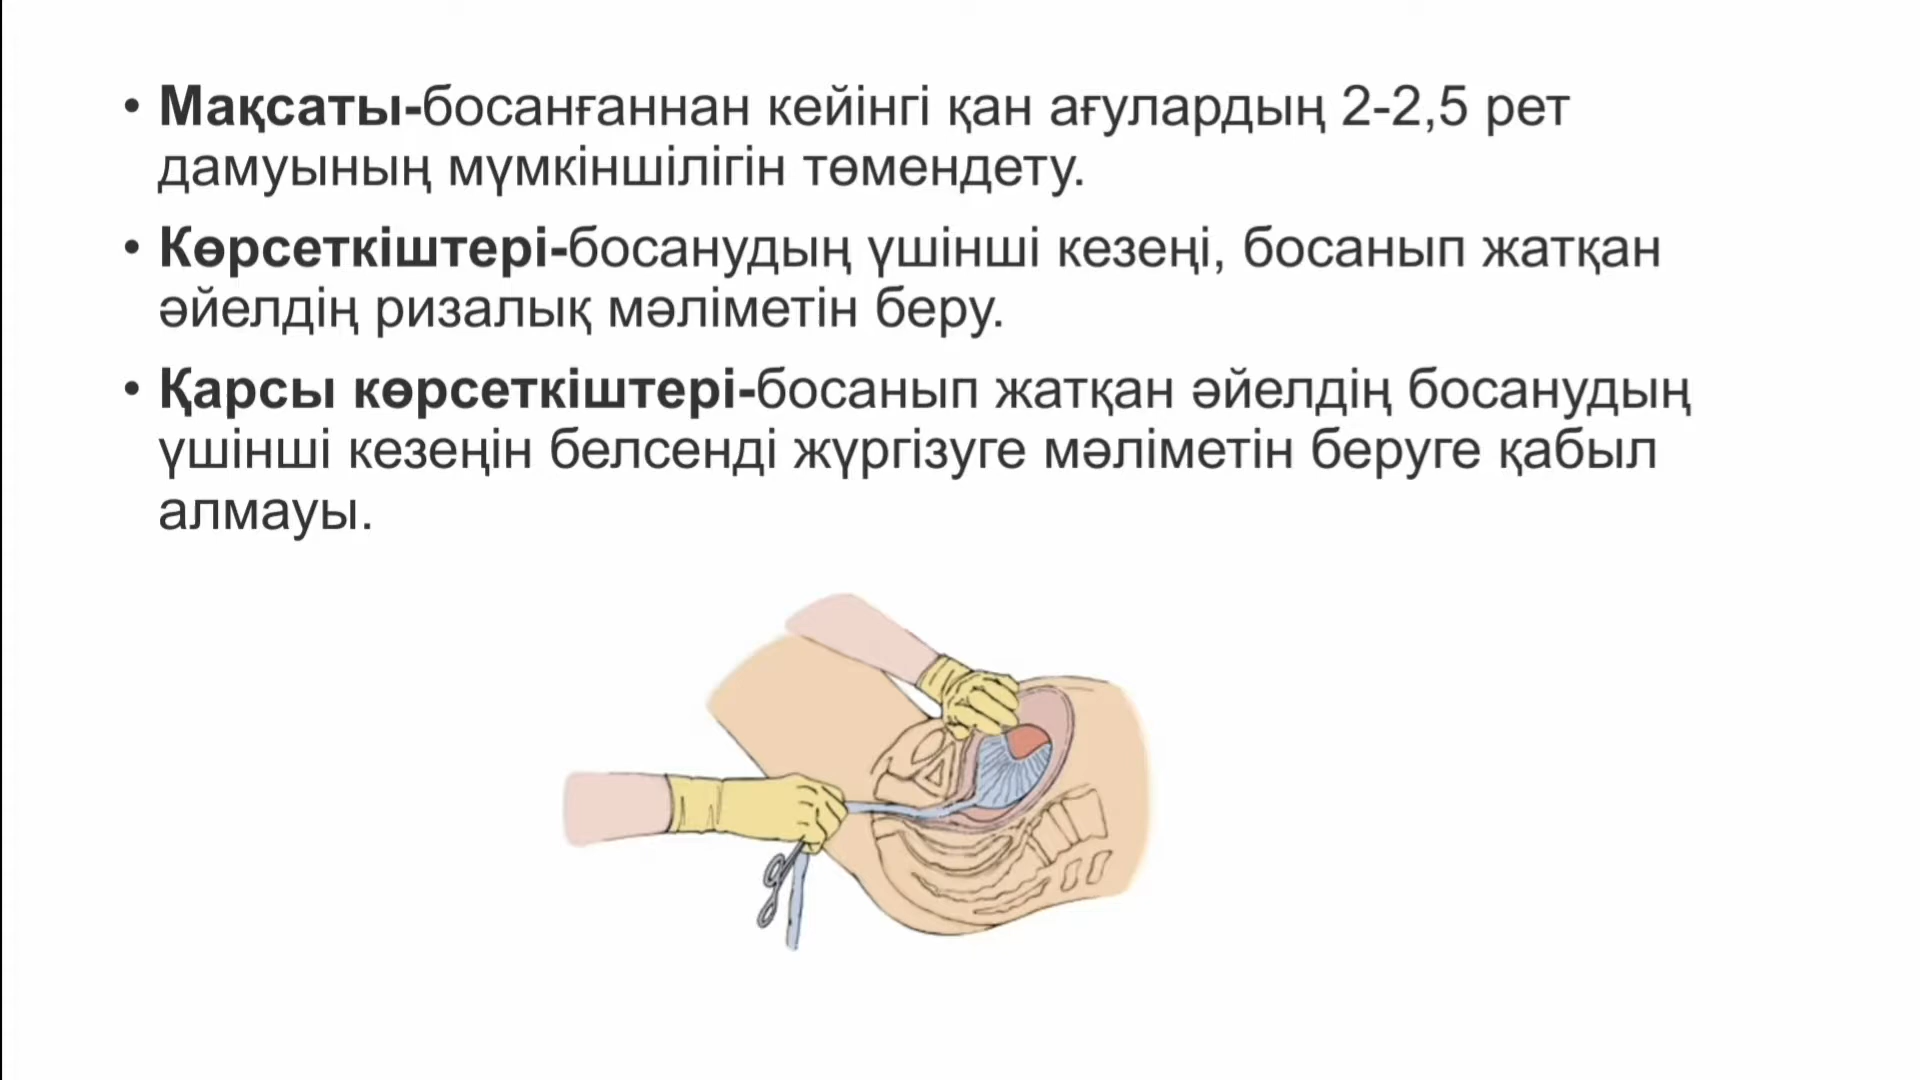 • Мақсаты-босанғаннан кейінгі қан ағулардың 2-2,5 рет
дамуының мүмкіншілігін төмендету.
• Көрсеткіштері-босанудың үшінші кезеңі, босанып жатқан
әйелдің ризалық мәліметін беру.
• Қарсы көрсеткіштері-босанып жатқан әйелдің босанудың
үшінші кезеңін белсенді жүргізуге мәліметін беруге қабыл
алмауы.